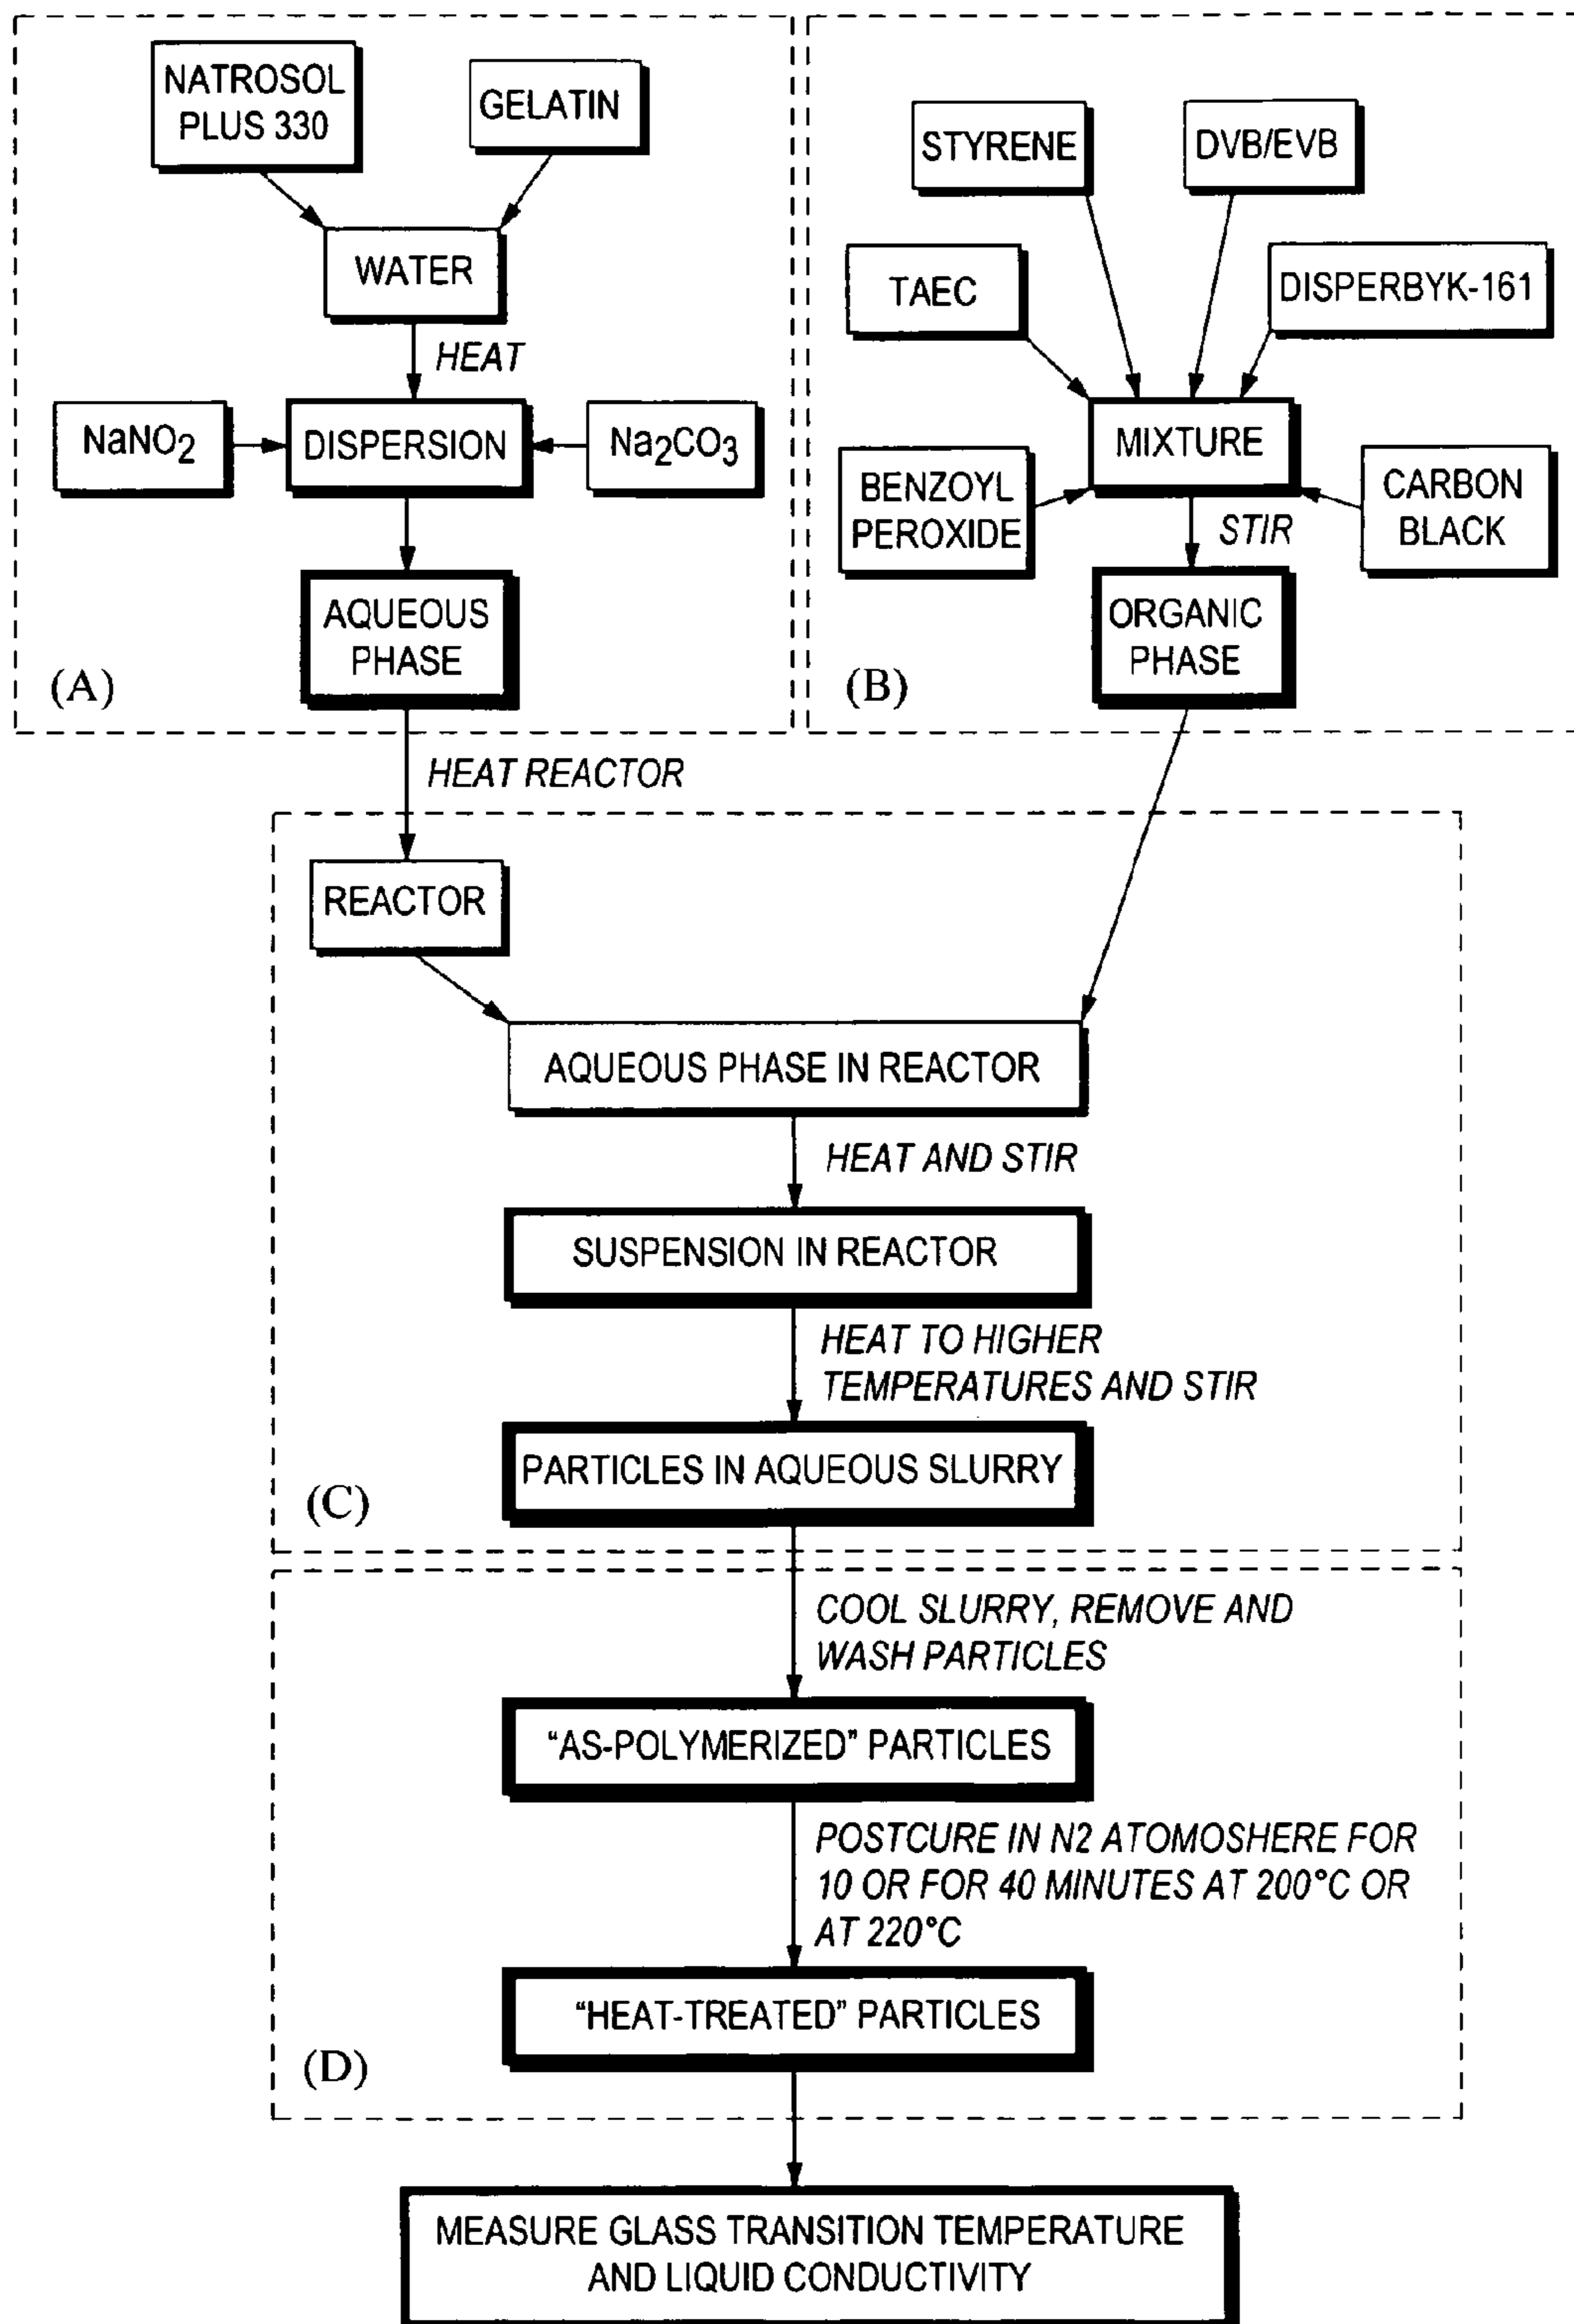 NATROSOL
PLUS 330
GELATIN
WATER
HEAT
NaNO2
DISPERSION
Na2CO3
AQUEOUS
PHASE
(A)
STYRENE
DVB/EVB
TAEC
DISPERBYK-161
MIXTURE
BENZOYL
PEROXIDE
CARBON
BLACK
STIR
ORGANIC
PHASE
(B)
HEAT REACTOR
REACTOR
AQUEOUS PHASE IN REACTOR
HEAT AND STIR
SUSPENSION IN REACTOR
HEAT TO HIGHER
TEMPERATURES AND STIR
PARTICLES IN AQUEOUS SLURRY
(C)
COOL SLURRY, REMOVE AND
WASH PARTICLES
“AS-POLYMERIZED” PARTICLES
POSTCURE IN N2 ATOMOSHERE FOR
10 OR FOR 40 MINUTES AT 200°C OR
AT 220°C
“HEAT-TREATED” PARTICLES
(D)
MEASURE GLASS TRANSITION TEMPERATURE
AND LIQUID CONDUCTIVITY